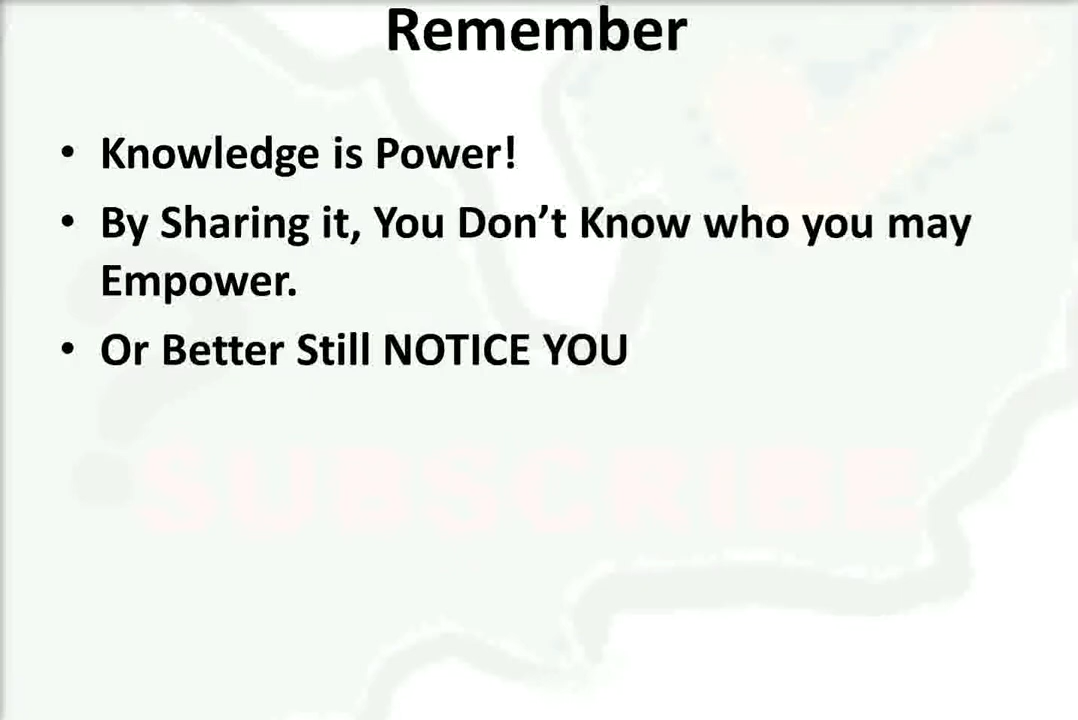 Remember
• Knowledge is Power!
• By Sharing it, You Don’t Know who you may
Empower.
• Or Better Still NOTICE YOU
SUBSCRIBE